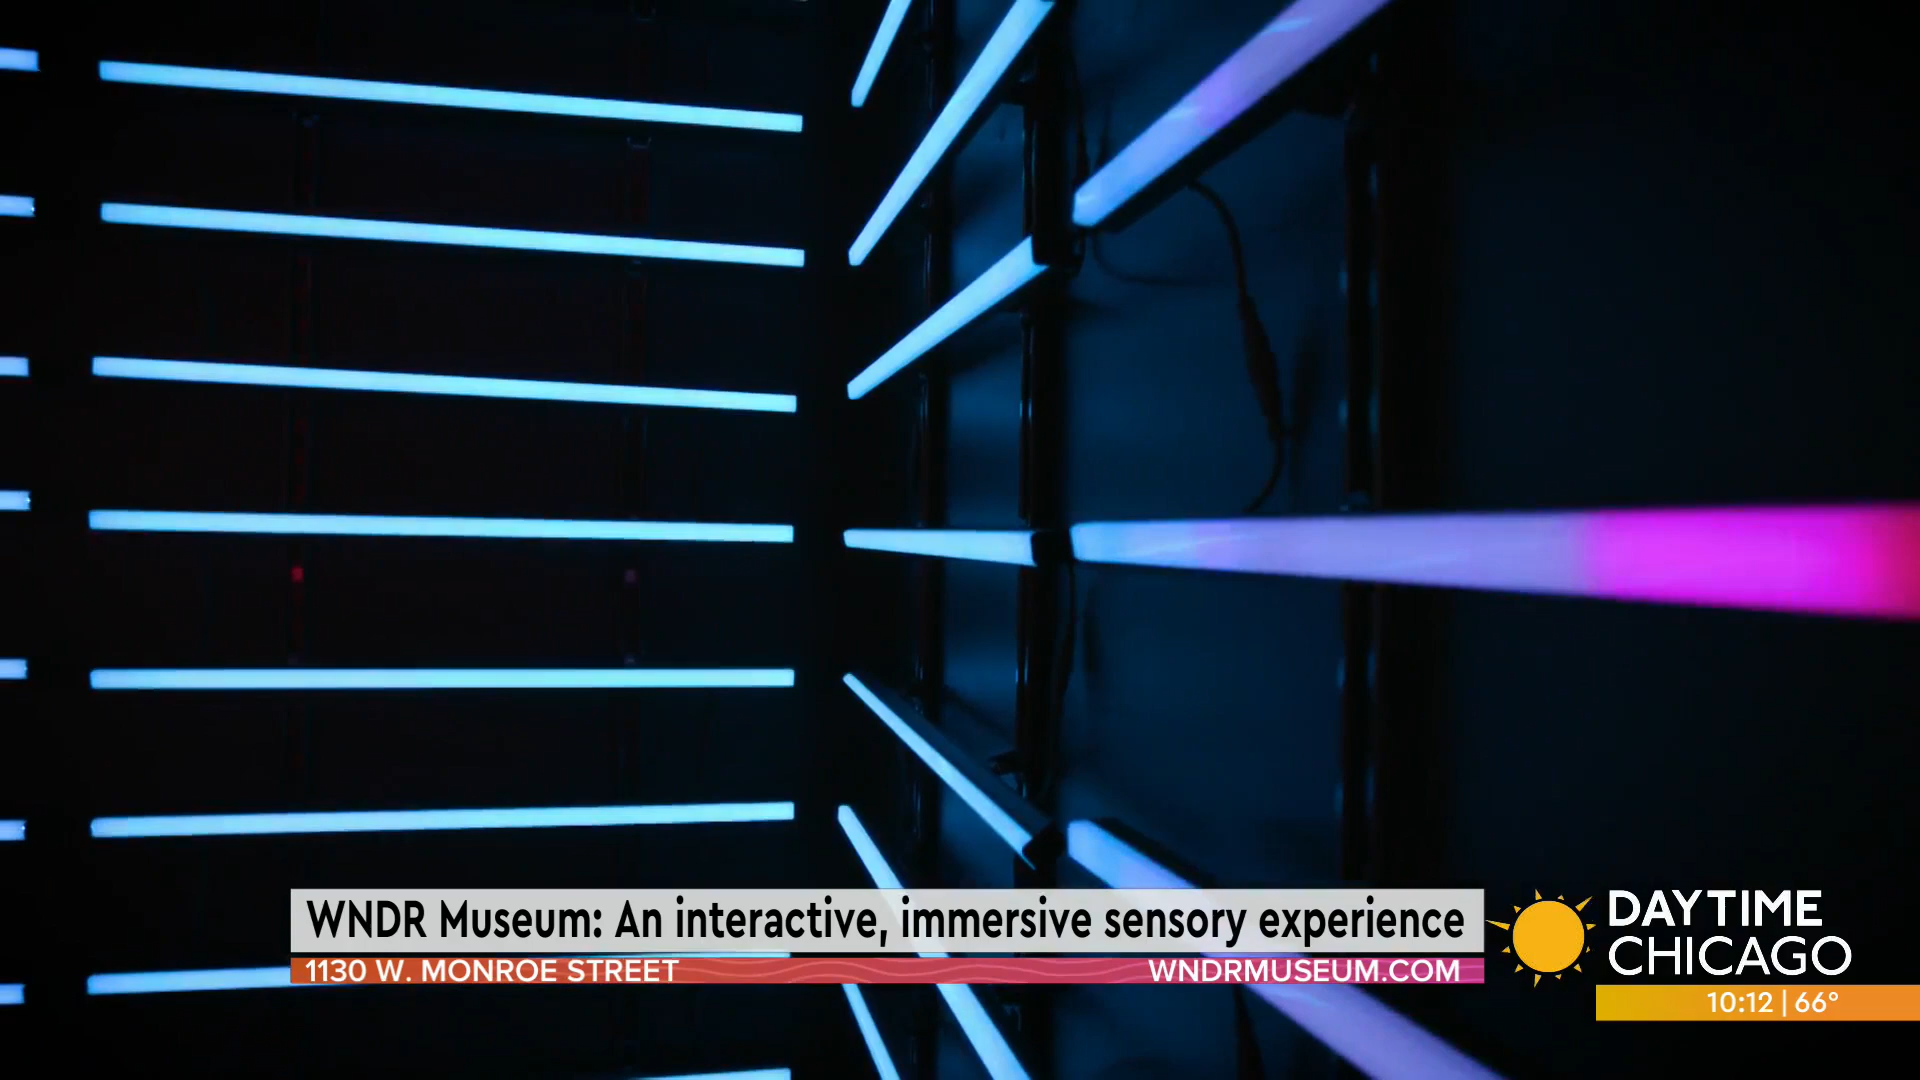 WNDR Museum: An interactive, immersive sensory experience
1130 W. MONROE STREET
WNDRMUSEUM.COM
DAYTIME
CHICAGO
10:12 | 66°